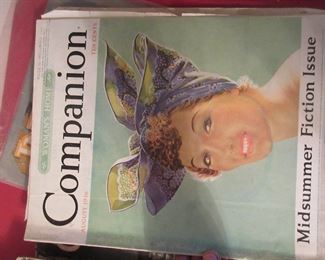 WOMAN'S HOME
Companion
AUGUST
TEN CENTS
Midsummer Fiction Issue